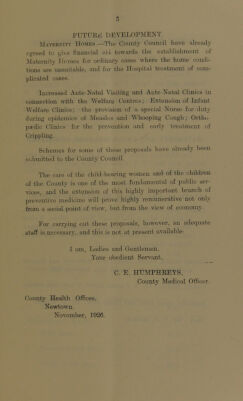 5
FUTURE DEVELOPMENT.
MATERNITY HOMES.—The County Council have already
agreed to give financial aid towards the establishment of
Maternity Homes for ordinary cases where the home condi-
tions are unsuitable, and for the Hospital treatment of com-
plicated cases.
Increased Ante-Natal Visiting and Ante-Natal Clinics in
connection with the Welfare Centres; Extension of Infant
Welfare Clinics; the provision of a special Nurse for duty
during epidemics of Measles and Whooping Cough; Ortho-
pædic Clinics for the prevention and early treatment of
Crippling.
Schemes for some of these proposals have already been
submitted to the County Council.
The care of the child-bearing women and of the children
of the County is one of the most fundamental of public ser-
vices, and the extension of this highly important branch of
preventive medicine will prove highly remunerative not only
from a social point of view, but from the view of economy.
For carrying out these proposals, however, an adequate
staff is necessary, and this is not at present available.
I am, Ladies and Gentlemen,
Your obedient Servant,
C. E. HUMPHREYS,
County Medical Officer.
County Health Offices,
Newtown.
November, 1926.